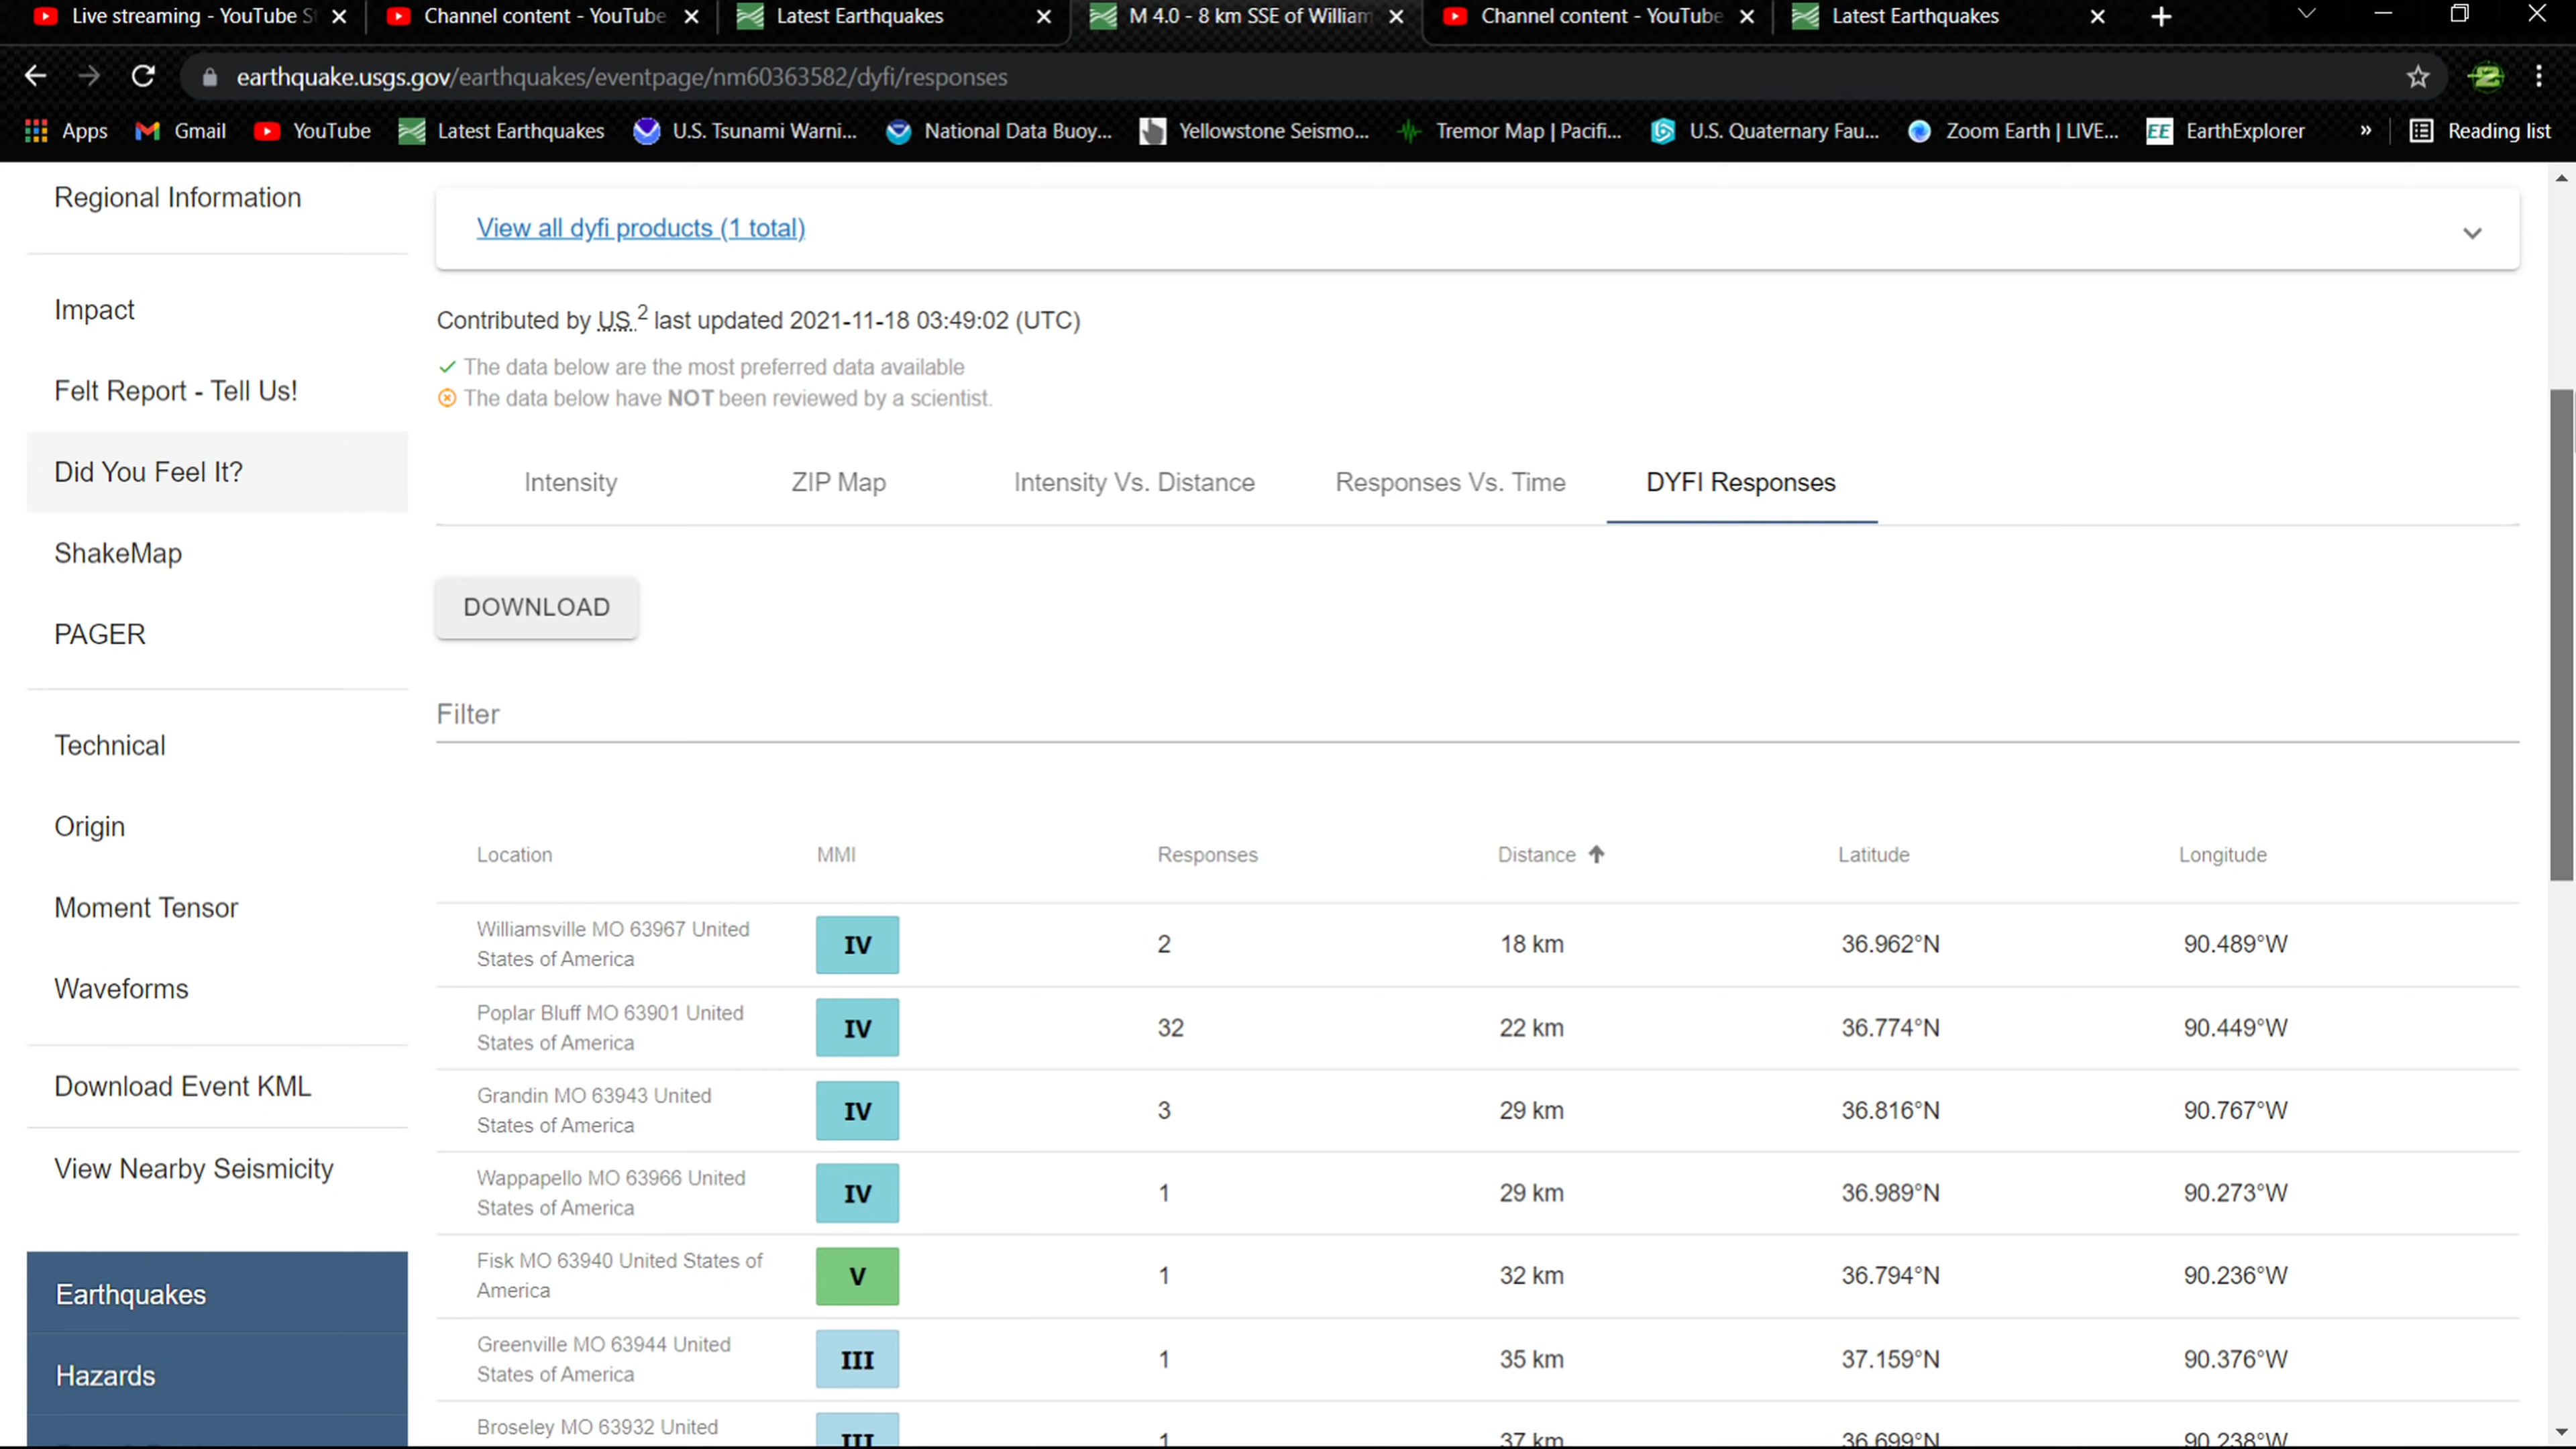 Live streaming - YouTube S
Channel content - YouTube
Latest Earthquakes
M 4.0 - 8 km SSE of William
Channel content - YouTube
Latest Earthquakes
earthquake.usgs.gov/earthquakes/eventpage/nm60363582/dyfi/responses
Apps
Gmail
YouTube
Latest Earthquakes
U.S. Tsunami Warni...
National Data Buoy...
Yellowstone Seismo...
Tremor Map | Pacifi...
U.S. Quaternary Fau...
Zoom Earth | LIVE...
EE
EarthExplorer
»
Reading list
Regional Information
Impact
Felt Report - Tell Us!
Did You Feel It?
ShakeMap
PAGER
Technical
Origin
Moment Tensor
Waveforms
Download Event KML
View Nearby Seismicity
Earthquakes
Hazards
View all dyfi products (1 total)
Contributed by US 2 last updated 2021-11-18 03:49:02 (UTC)
The data below are the most preferred data available
The data below have NOT been reviewed by a scientist.
Intensity ZIP Map Intensity Vs. Distance Responses Vs. Time DYFI Responses
DOWNLOAD
Filter
Location MMI Responses Distance Latitude Longitude
Williamsville MO 63967 United
States of America
IV 2 18 km 36.962°N 90.489°W
Poplar Bluff MO 63901 United
States of America
IV 32 22 km 36.774°N 90.449°W
Grandin MO 63943 United
States of America
IV 3 29 km 36.816°N 90.767°W
Wappapello MO 63966 United
States of America
IV 1 29 km 36.989°N 90.273°W
Fisk MO 63940 United States of
America
V 1 32 km 36.794°N 90.236°W
Greenville MO 63944 United
States of America
III 1 35 km 37.159°N 90.376°W
Broseley MO 63932 United
III 1 37 km 36.699°N 90.238°W